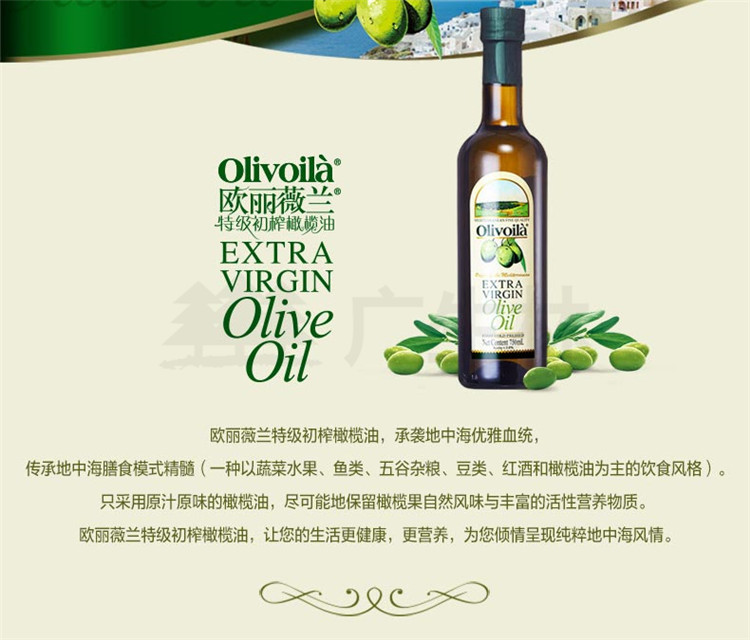 Olivoilà®
欧丽薇兰®
特级初榨橄榄油
EXTRA
VIRGIN
Olive
Oil
Olivoilà
EXTRA
VIRGIN
Olive
Oil
Net Content 750mL
欧丽薇兰特级初榨橄榄油，承袭地中海优雅血统，
传承地中海膳食模式精髓（一种以蔬菜水果、鱼类、五谷杂粮、豆类、红酒和橄榄油为主的饮食风格）。
只采用原汁原味的橄榄油，尽可能地保留橄榄果自然风味与丰富的活性营养物质。
欧丽薇兰特级初榨橄榄油，让您的生活更健康，更营养，为您倾情呈现纯粹地中海风情。